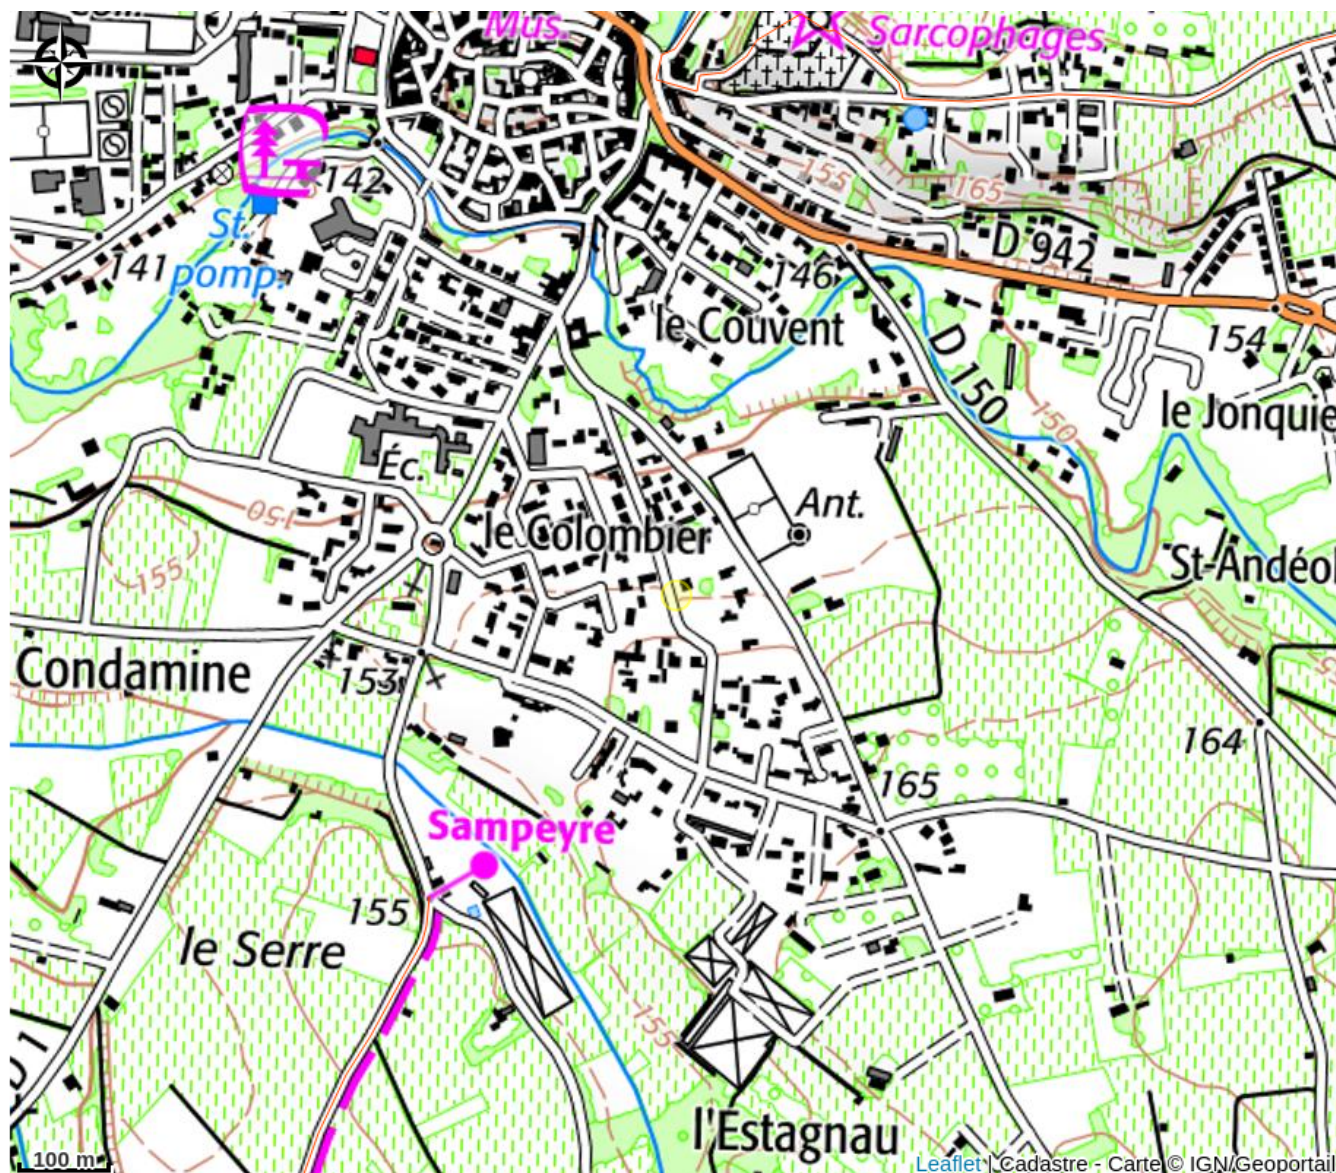 Mus.
Sarcophages
155
165
142
St.
pomp.
141
D 942
146
le Couvent
154
D 150
150
le Jonquie
Éc.
150
Ant.
le Colombier
155
St-Andéol
Condamine
153
164
165
Sampeyre
155
le Serre
155
l'Estagnau
100 m
Leaflet | Cadastre - Carte © IGN/Geoportail